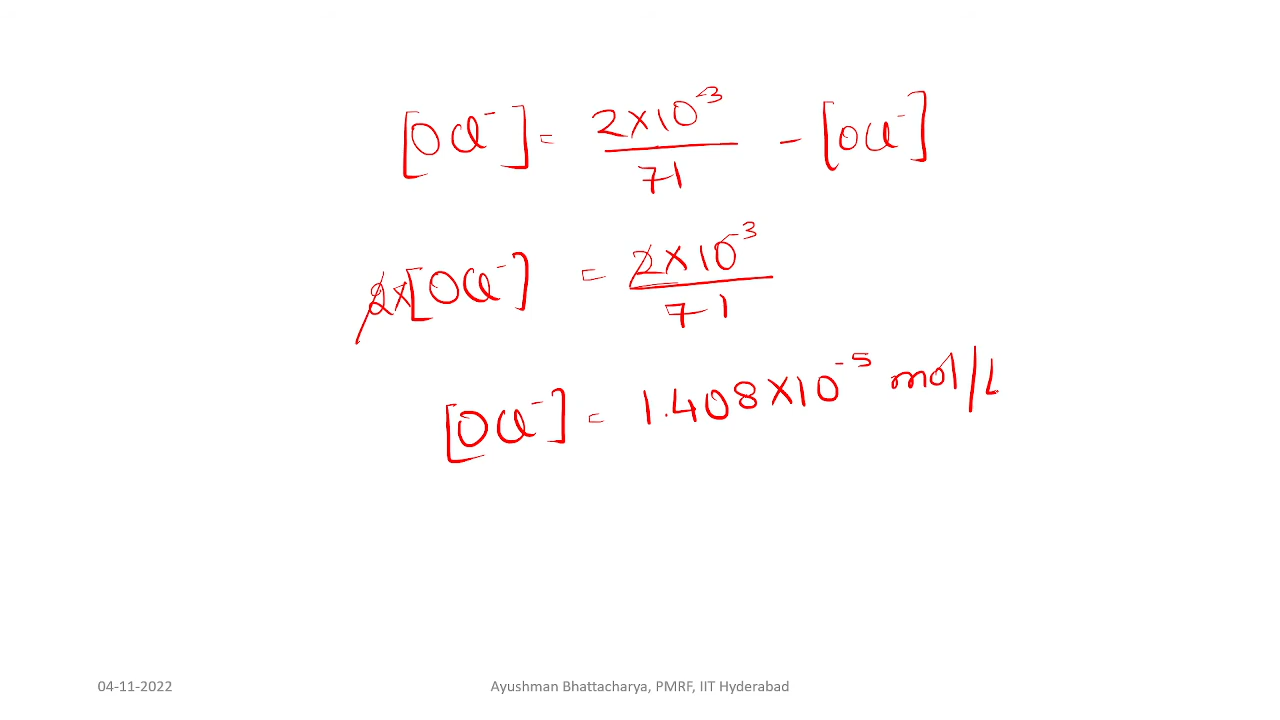 [OCl⁻] = 2×10⁻³ / 71 - [OCl⁻]
2×[OCl⁻] = 2×10⁻³ / 71
[OCl⁻] = 1.408×10⁻⁵ mol/L
04-11-2022
Ayushman Bhattacharya, PMRF, IIT Hyderabad